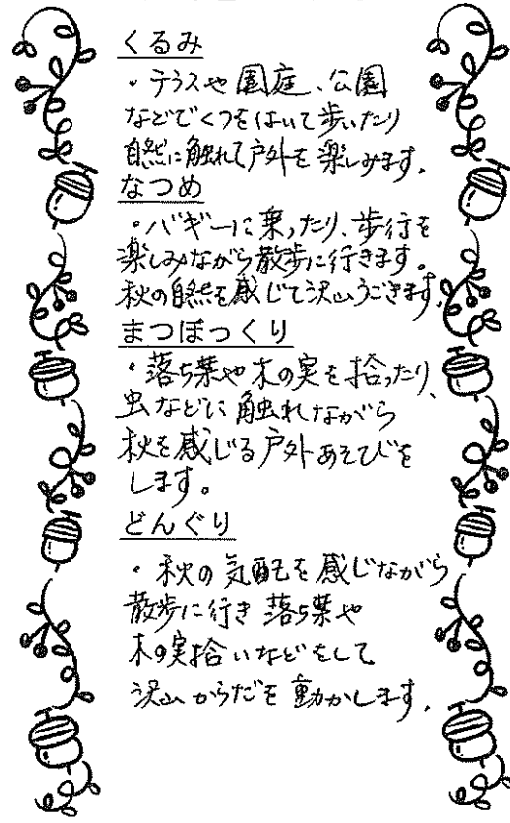 くるみ
・テラスや園庭、公園
などでくつをはいて歩いたり
自然に触れて戸外を楽しみます。
なつめ
・バギーに乗ったり、歩行を
楽しみながら散歩に行きます。
秋の自然を感じて沢山うごきます。
まつぼっくり
・落ち葉や木の実を拾ったり、
虫などに触れながら
秋を感じる戸外あそびを
します。
どんぐり
・秋の気配を感じながら
散歩に行き落ち葉や
木の実拾いなどをして
沢山からだを動かします。